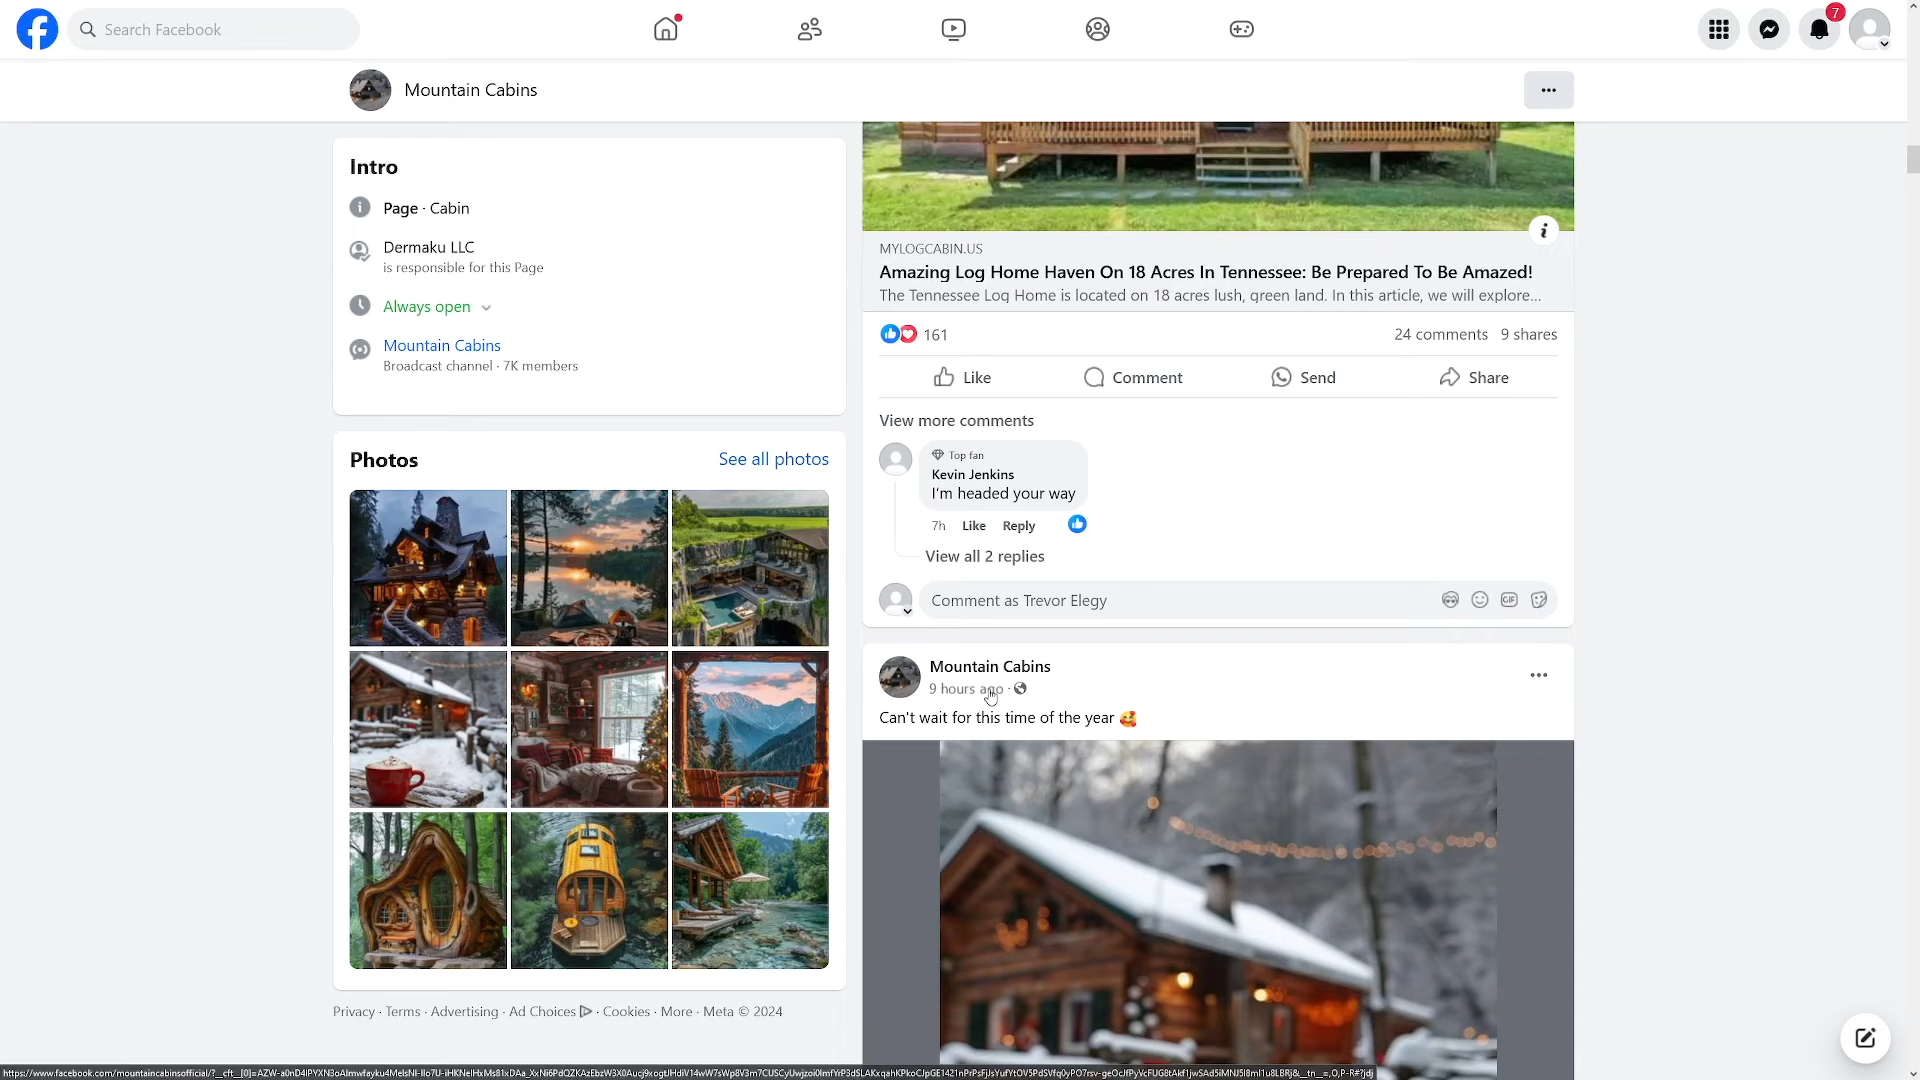 Search Facebook
7
Mountain Cabins
Intro
Page · Cabin
Dermaku LLC
is responsible for this Page
Always open
Mountain Cabins
Broadcast channel · 7K members
Photos
See all photos
Privacy · Terms · Advertising · Ad Choices · Cookies · More · Meta © 2024
MYLOGCABIN.US
Amazing Log Home Haven On 18 Acres In Tennessee: Be Prepared To Be Amazed!
The Tennessee Log Home is located on 18 acres lush, green land. In this article, we will explore...
161
24 comments 9 shares
Like
Comment
Send
Share
View more comments
Top fan
Kevin Jenkins
I'm headed your way
7h Like Reply
View all 2 replies
Comment as Trevor Elegy
GIF
Mountain Cabins
9 hours ago ·
Can't wait for this time of the year 🥰